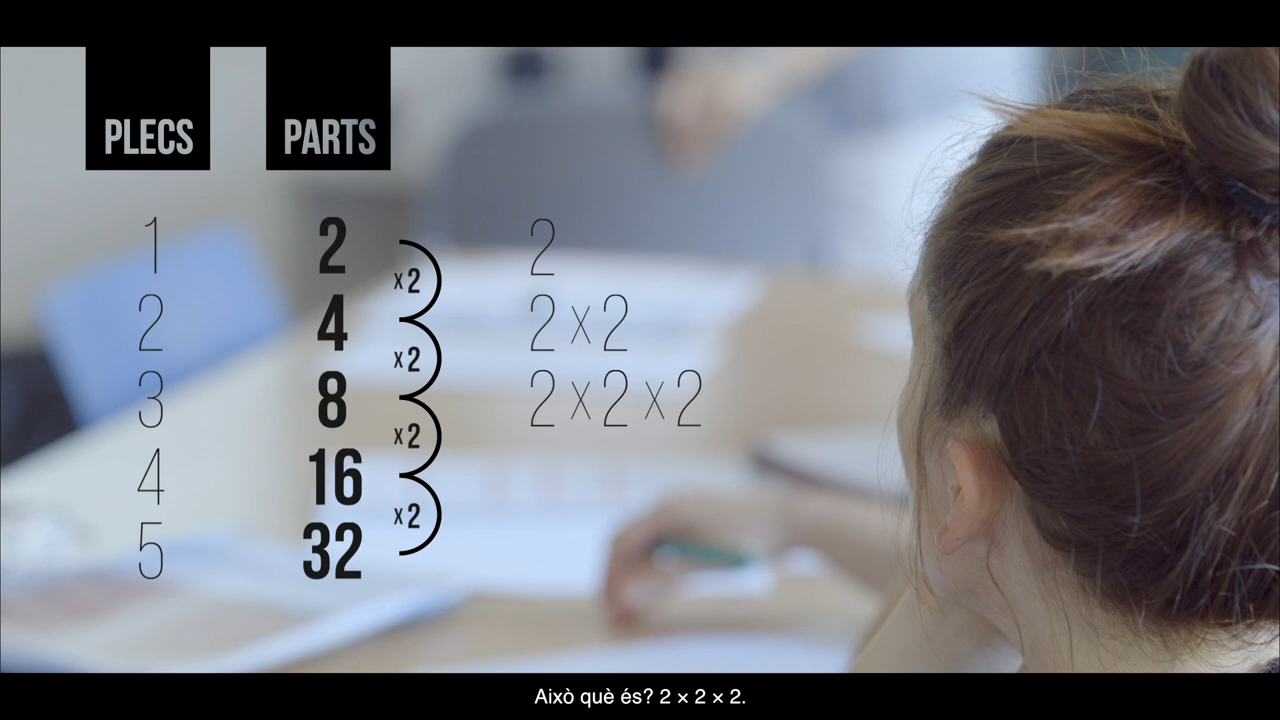 PLECS PARTS
1 2 2
x2
2 4 2x2
x2
3 8 2x2x2
x2
4 16
x2
5 32
Això què és? 2 × 2 × 2.